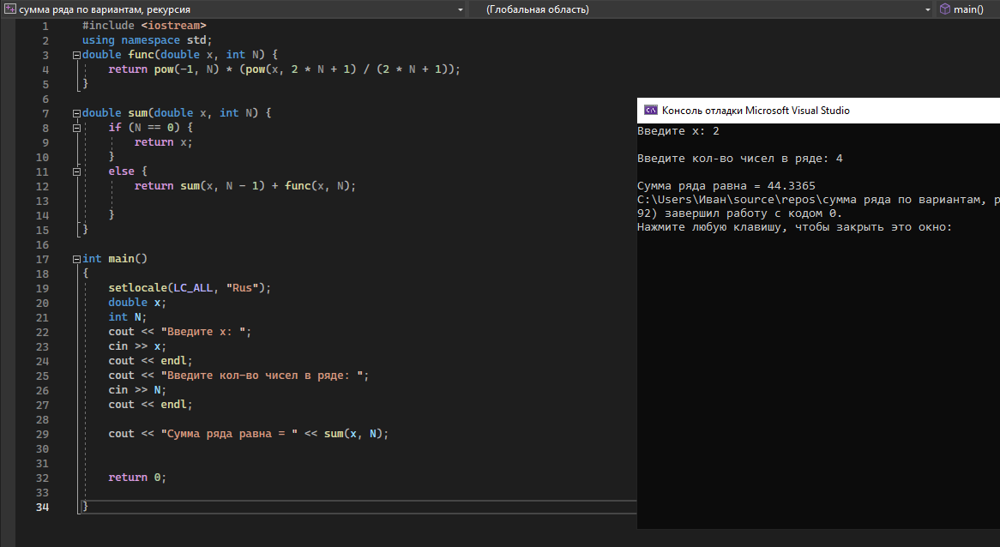 сумма ряда по вариантам, рекурсия (Глобальная область) main()
1 #include <iostream>
2 using namespace std;
3 double func(double x, int N) {
4 return pow(-1, N) * (pow(x, 2 * N + 1) / (2 * N + 1));
5 }
6
7 double sum(double x, int N) {
8 if (N == 0) {
9 return x;
10 }
11 else {
12 return sum(x, N - 1) + func(x, N);
13
14 }
15 }
16
17 int main()
18 {
19 setlocale(LC_ALL, "Rus");
20 double x;
21 int N;
22 cout << "Введите x: ";
23 cin >> x;
24 cout << endl;
25 cout << "Введите кол-во чисел в ряде: ";
26 cin >> N;
27 cout << endl;
28
29 cout << "Сумма ряда равна = " << sum(x, N);
30
31
32 return 0;
33
34 }
Консоль отладки Microsoft Visual Studio
Введите x: 2
Введите кол-во чисел в ряде: 4
Сумма ряда равна = 44.3365
C:\Users\Иван\source\repos\сумма ряда по вариантам, р
92) завершил работу с кодом 0.
Нажмите любую клавишу, чтобы закрыть это окно: